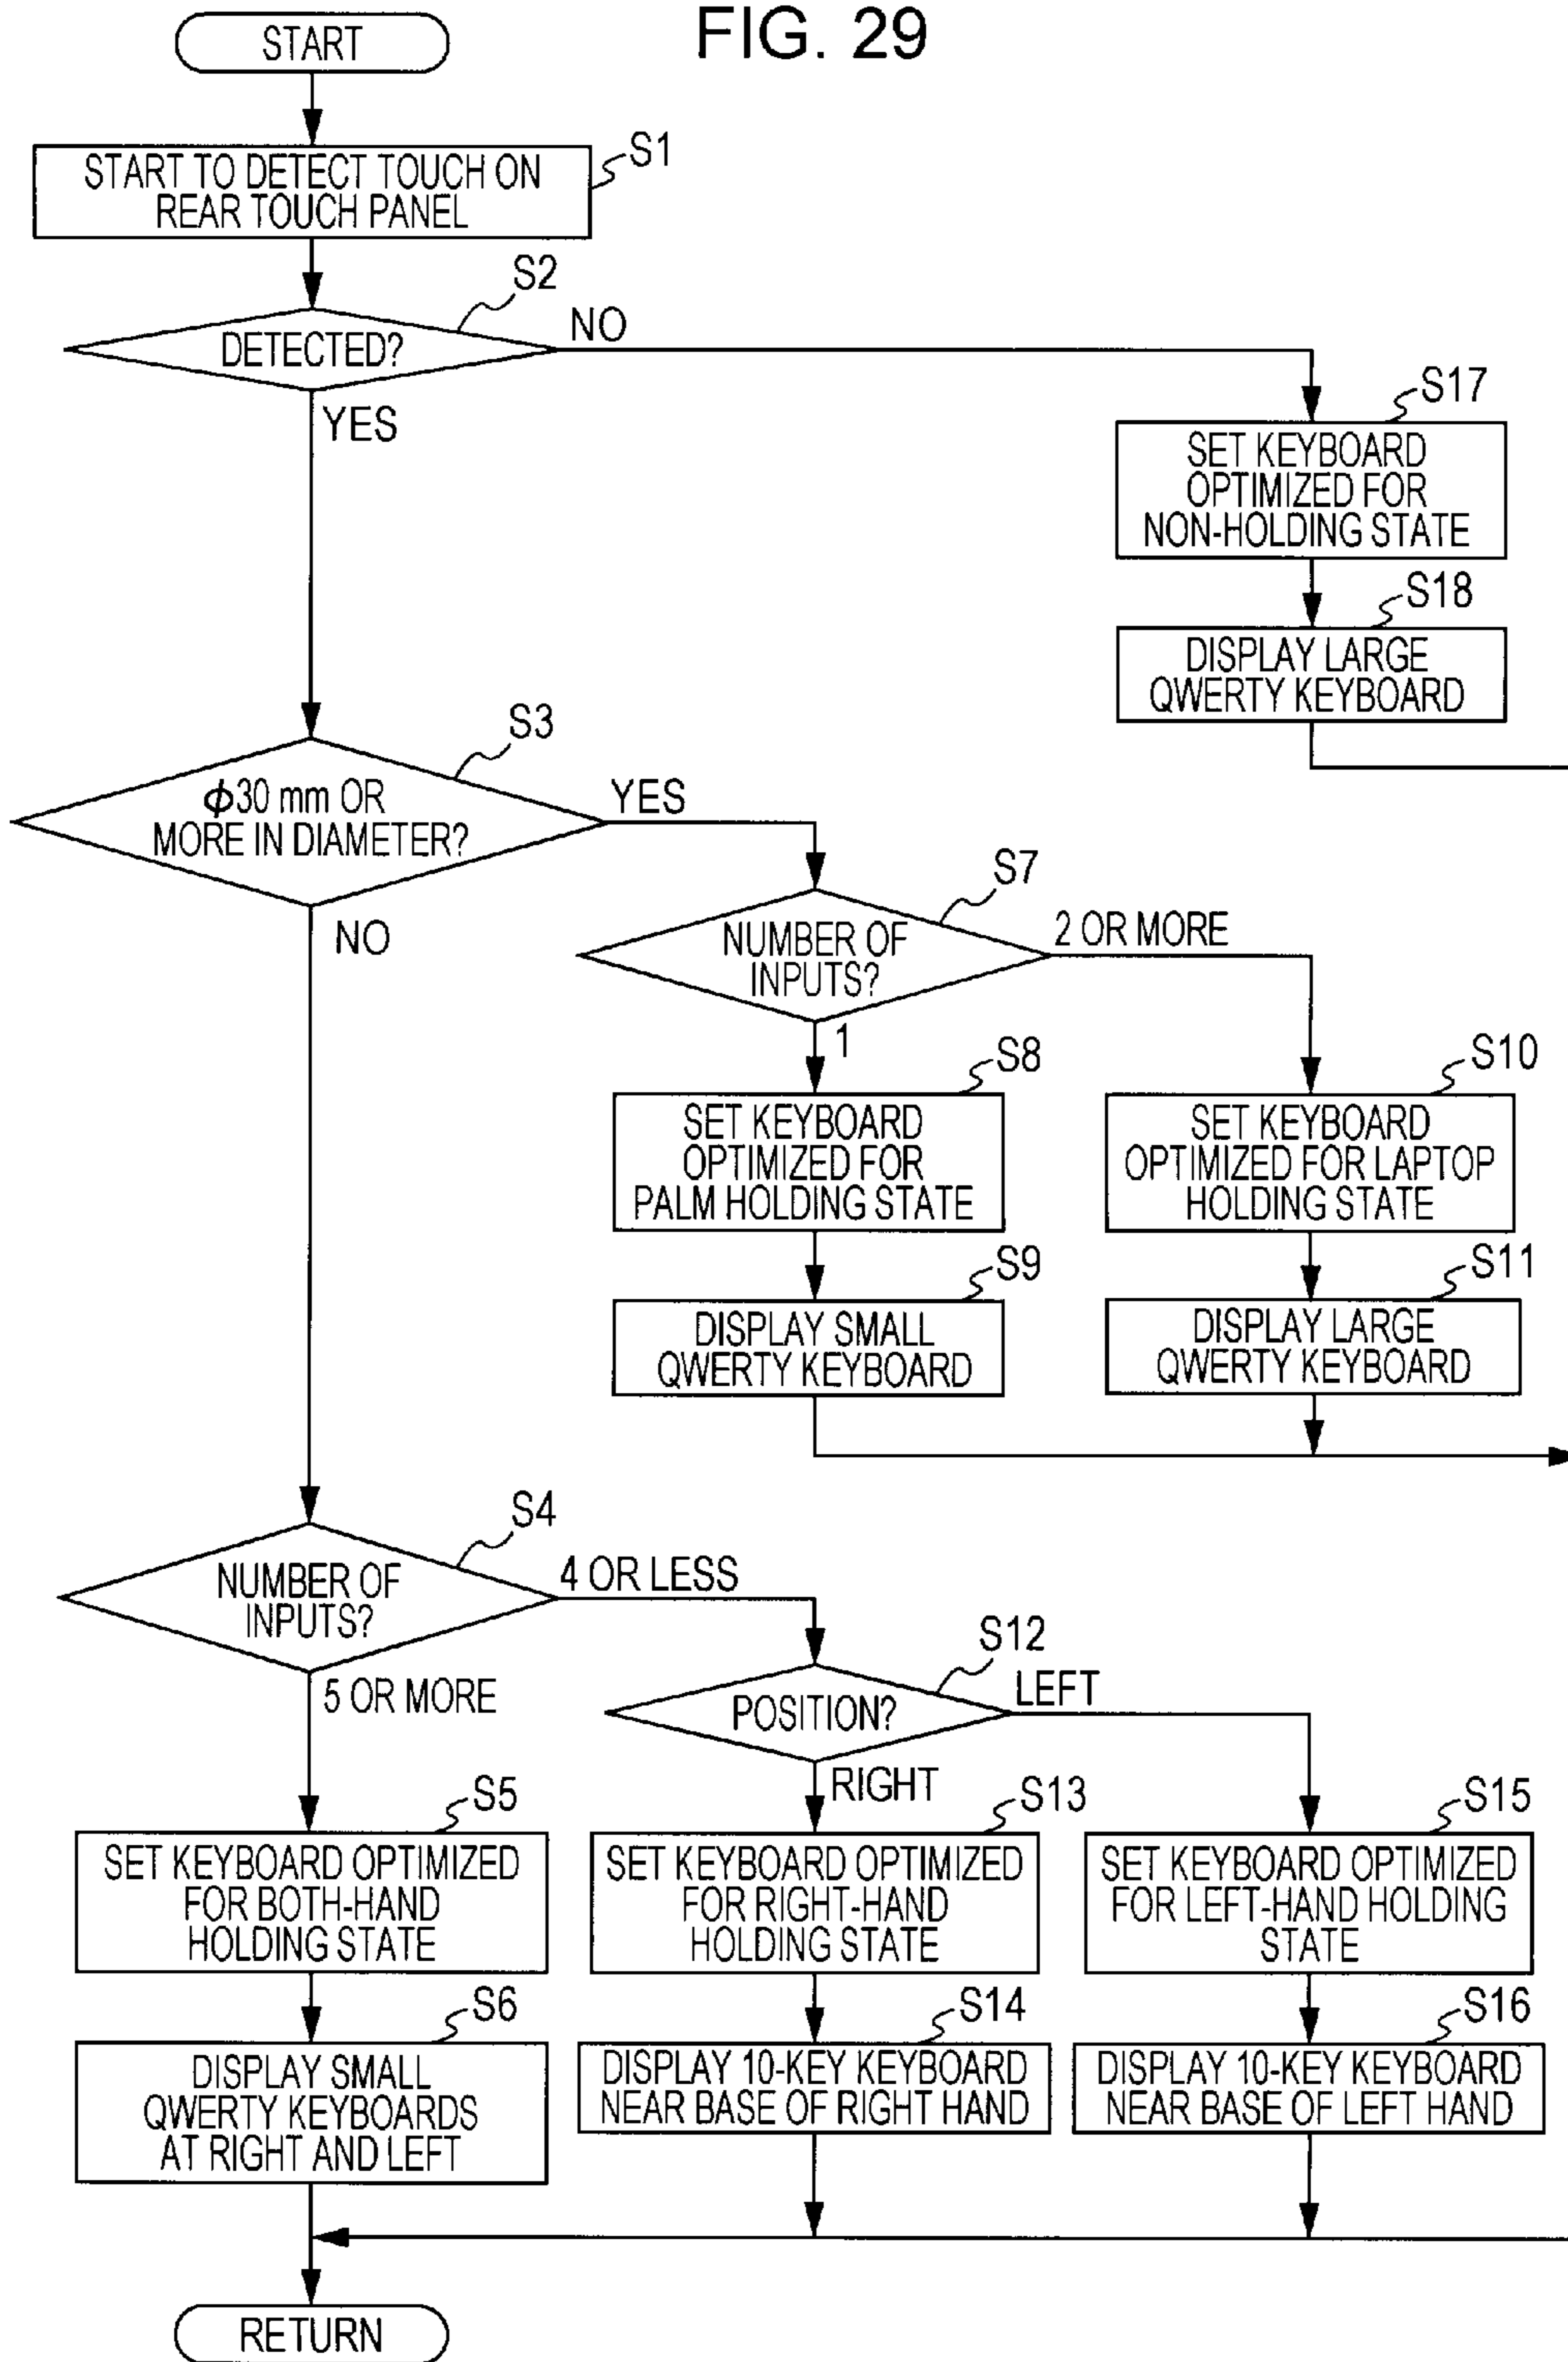 FIG. 29
START
S1
START TO DETECT TOUCH ON
REAR TOUCH PANEL
S2
DETECTED?
NO
YES
S17
SET KEYBOARD
OPTIMIZED FOR
NON-HOLDING STATE
S18
DISPLAY LARGE
QWERTY KEYBOARD
S3
ϕ30 mm OR
MORE IN DIAMETER?
YES
NO
S7
NUMBER OF
INPUTS?
2 OR MORE
1
S8
SET KEYBOARD
OPTIMIZED FOR
PALM HOLDING STATE
S10
SET KEYBOARD
OPTIMIZED FOR LAPTOP
HOLDING STATE
S9
DISPLAY SMALL
QWERTY KEYBOARD
S11
DISPLAY LARGE
QWERTY KEYBOARD
S4
NUMBER OF
INPUTS?
4 OR LESS
5 OR MORE
S12
POSITION?
LEFT
RIGHT
S5
SET KEYBOARD OPTIMIZED
FOR BOTH-HAND
HOLDING STATE
S13
SET KEYBOARD OPTIMIZED
FOR RIGHT-HAND
HOLDING STATE
S15
SET KEYBOARD OPTIMIZED
FOR LEFT-HAND HOLDING
STATE
S6
DISPLAY SMALL
QWERTY KEYBOARDS
AT RIGHT AND LEFT
S14
DISPLAY 10-KEY KEYBOARD
NEAR BASE OF RIGHT HAND
S16
DISPLAY 10-KEY KEYBOARD
NEAR BASE OF LEFT HAND
RETURN